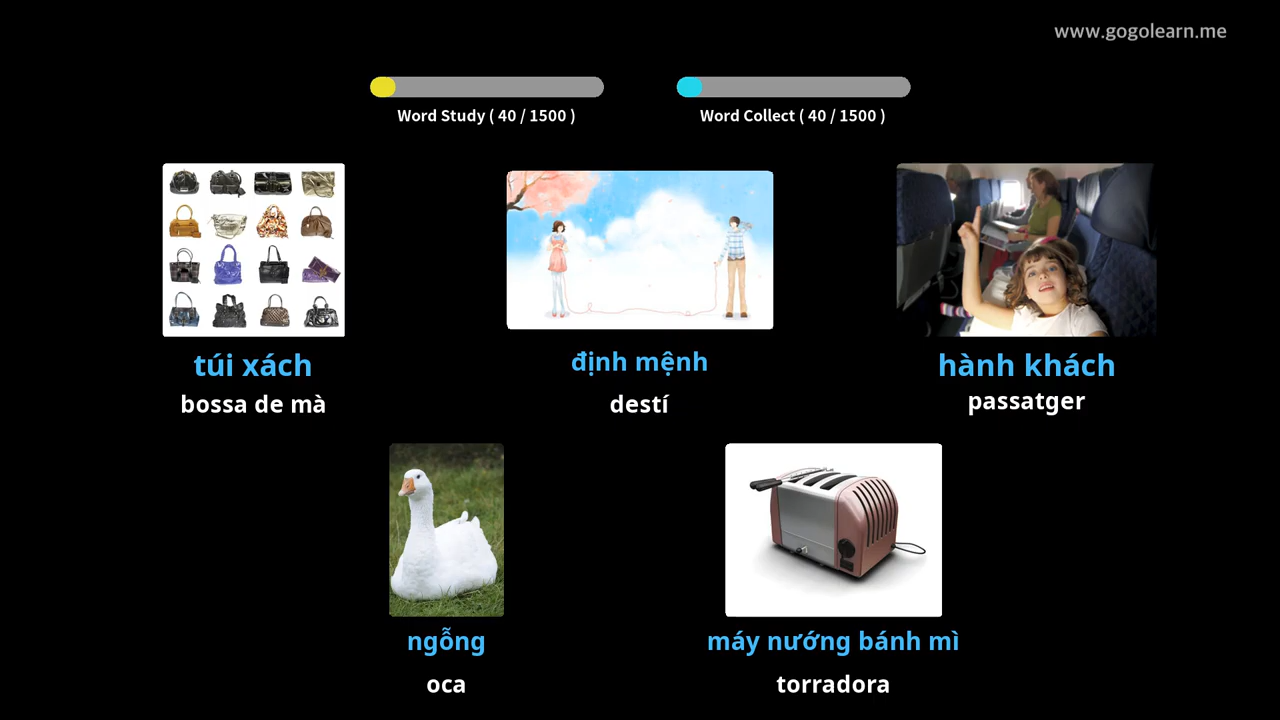 www.gogolearn.me
Word Study ( 40 / 1500 )
Word Collect ( 40 / 1500 )
túi xách
bossa de mà
định mệnh
destí
hành khách
passatger
ngỗng
oca
máy nướng bánh mì
torradora